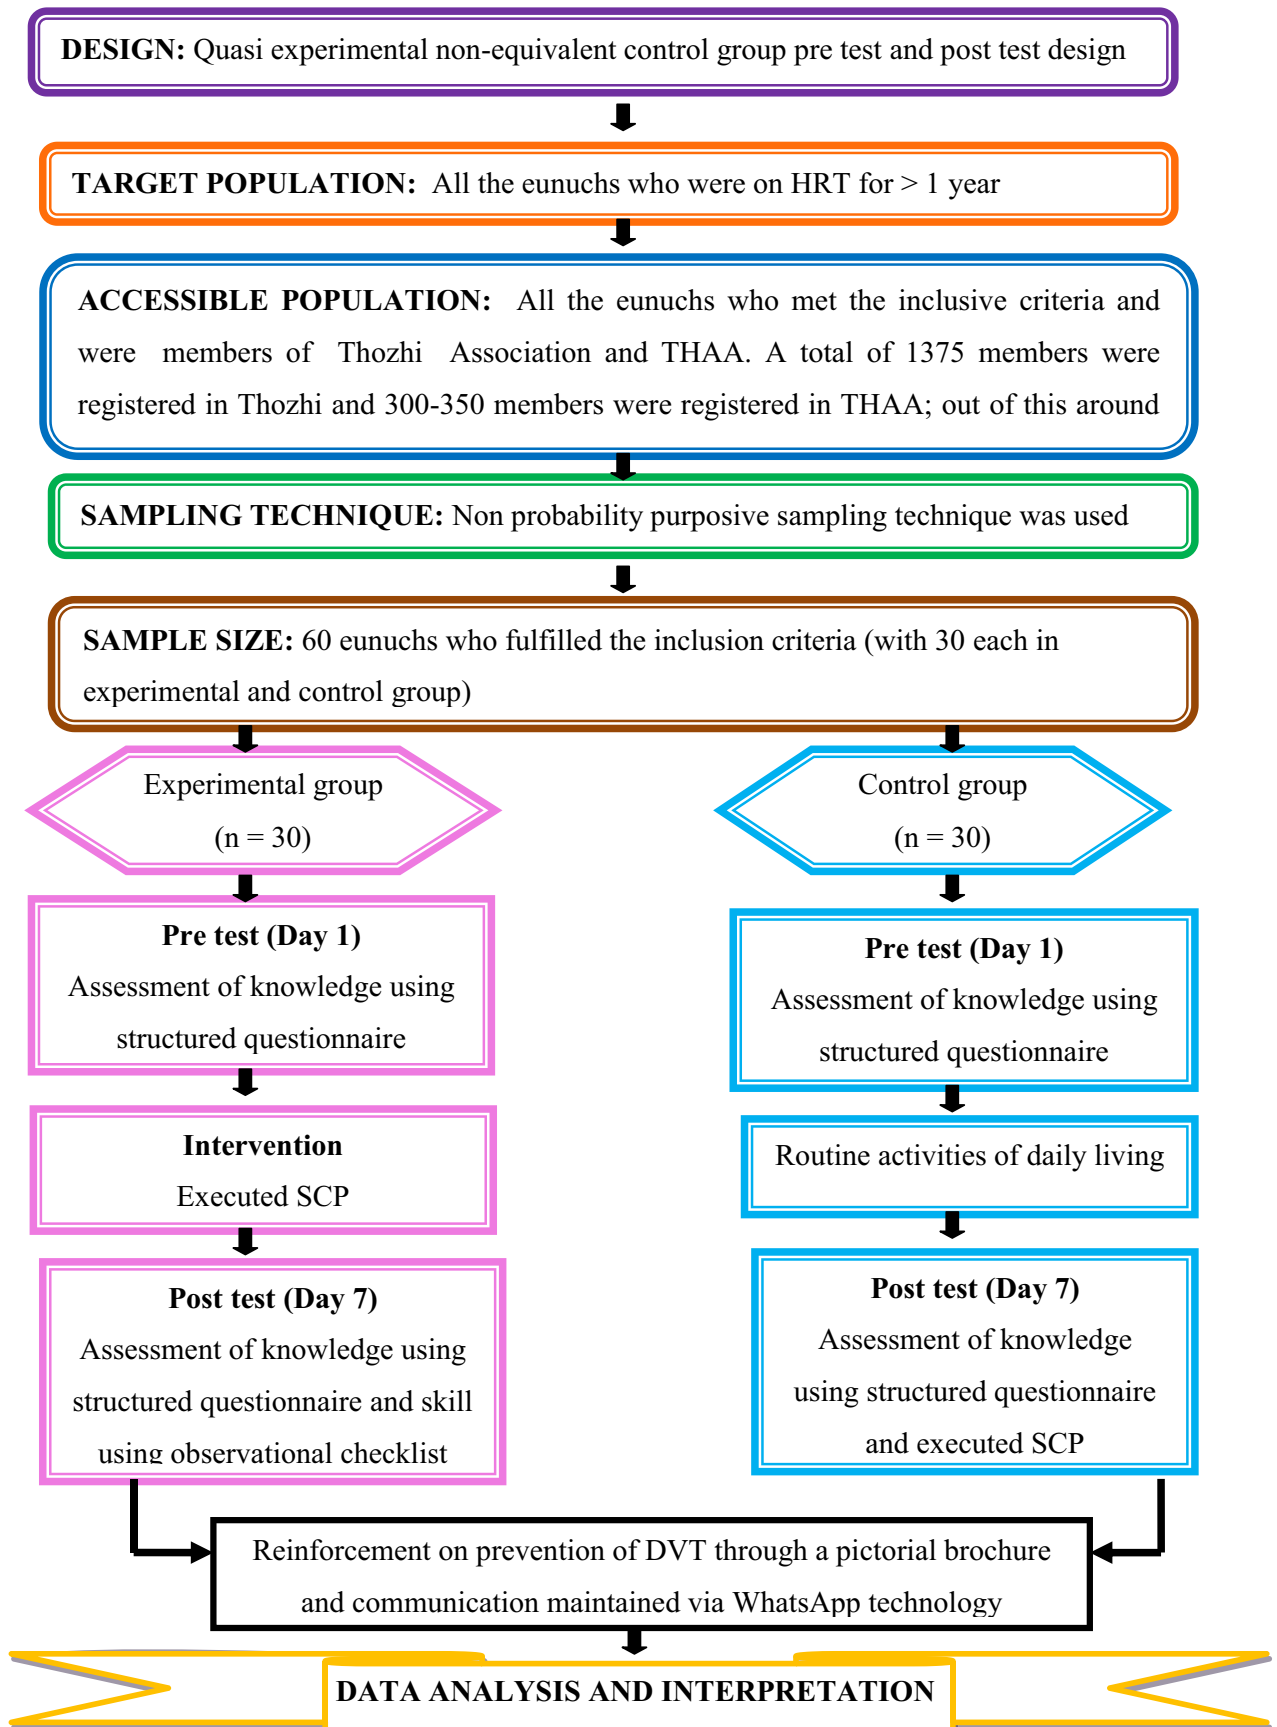 DESIGN: Quasi experimental non-equivalent control group pre test and post test design
TARGET POPULATION: All the eunuchs who were on HRT for > 1 year
ACCESSIBLE POPULATION: All the eunuchs who met the inclusive criteria and
were members of Thozhi Association and THAA. A total of 1375 members were
registered in Thozhi and 300-350 members were registered in THAA; out of this around
SAMPLING TECHNIQUE: Non probability purposive sampling technique was used
SAMPLE SIZE: 60 eunuchs who fulfilled the inclusion criteria (with 30 each in
experimental and control group)
Experimental group
(n = 30)
Control group
(n = 30)
Pre test (Day 1)
Assessment of knowledge using
structured questionnaire
Pre test (Day 1)
Assessment of knowledge using
structured questionnaire
Intervention
Executed SCP
Routine activities of daily living
Post test (Day 7)
Assessment of knowledge using
structured questionnaire and skill
using observational checklist
Post test (Day 7)
Assessment of knowledge
using structured questionnaire
and executed SCP
Reinforcement on prevention of DVT through a pictorial brochure
and communication maintained via WhatsApp technology
DATA ANALYSIS AND INTERPRETATION